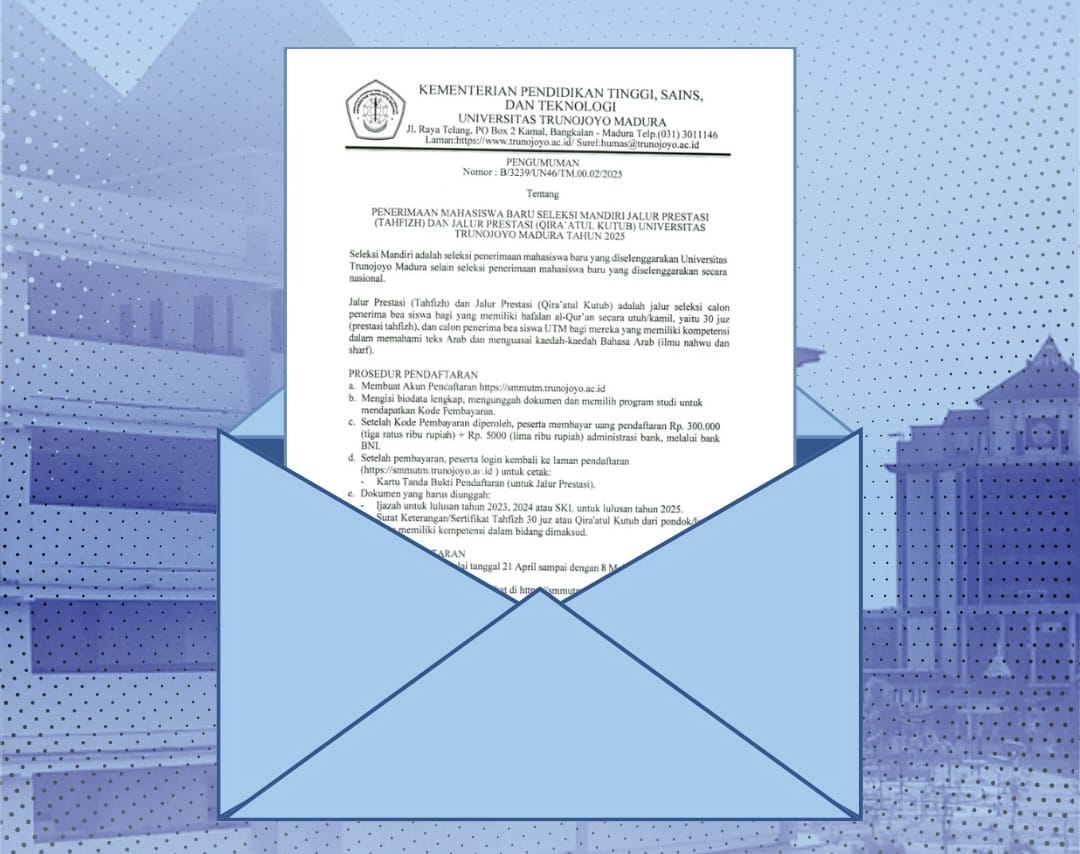 KEMENTERIAN PENDIDIKAN TINGGI, SAINS,
DAN TEKNOLOGI
UNIVERSITAS TRUNOJOYO MADURA
Jl. Raya Telang, PO Box 2 Kamal, Bangkalan - Madura Telp.(031) 3011146
Laman:https://www.trunojoyo.ac.id/ Surel:humas@trunojoyo.ac.id
PENGUMUMAN
Nomor : B/3239/UN46/TM.00.02/2025
Tentang
PENERIMAAN MAHASISWA BARU SELEKSI MANDIRI JALUR PRESTASI
(TAHFIZH) DAN JALUR PRESTASI (QIRA'ATUL KUTUB) UNIVERSITAS
TRUNOJOYO MADURA TAHUN 2025
Seleksi Mandiri adalah seleksi penerimaan mahasiswa baru yang diselenggarakan Universitas
Trunojoyo Madura selain seleksi penerimaan mahasiswa baru yang diselenggarakan secara
nasional.
Jalur Prestasi (Tahfizh) dan Jalur Prestasi (Qira'atul Kutub) adalah jalur seleksi calon
penerima bea siswa bagi yang memiliki hafalan al-Qur'an secara utuh/kamil, yaitu 30 juz
(prestasi tahfizh), dan calon penerima bea siswa UTM bagi mereka yang memiliki kompetensi
dalam memahami teks Arab dan menguasai kaedah-kaedah Bahasa Arab (ilmu nahwu dan
sharf).
PROSEDUR PENDAFTARAN
a. Membuat Akun Pendaftaran https://smmutm.trunojoyo.ac.id
b. Mengisi biodata lengkap, mengunggah dokumen dan memilih program studi untuk
mendapatkan Kode Pembayaran.
c. Setelah Kode Pembayaran diperoleh, peserta membayar uang pendaftaran Rp. 300.000
(tiga ratus ribu rupiah) + Rp. 5000 (lima ribu rupiah) administrasi bank, melalui bank
BNI.
d. Setelah pembayaran, peserta login kembali ke laman pendaftaran
(https://smmutm.trunojoyo.ac.id ) untuk cetak:
- Kartu Tanda Bukti Pendaftaran (untuk Jalur Prestasi).
e. Dokumen yang harus diunggah:
- Ijazah untuk lulusan tahun 2023, 2024 atau SKL untuk lulusan tahun 2025.
Surat Keterangan/Sertifikat Tahfizh 30 juz atau Qira'atul Kutub dari pondok/
memiliki kompetensi dalam bidang dimaksud.
tanggal 21 April sampai dengan 8
di